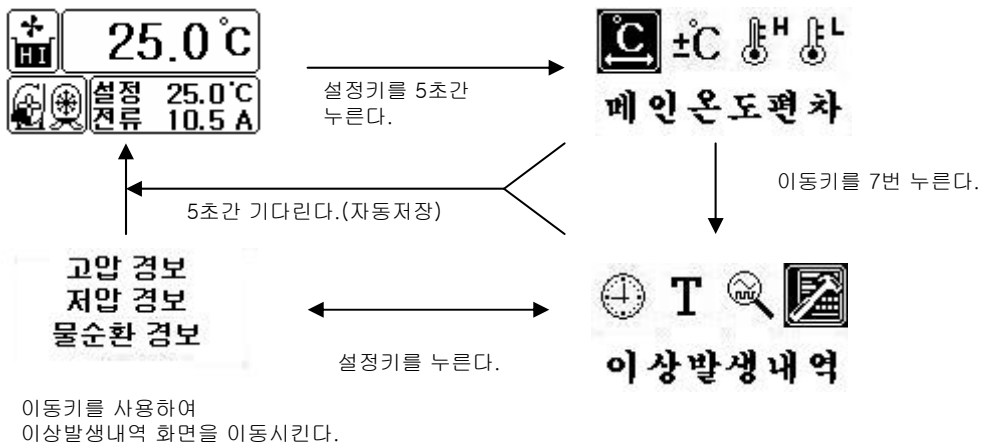 HI
25.0℃
설정 25.0℃
전류 10.5 A
설정키를 5초간
누른다.
℃ ±℃ H L
메인온도편차
이동키를 7번 누른다.
5초간 기다린다.(자동저장)
고압 경보
저압 경보
물순환 경보
설정키를 누른다.
T
이상발생내역
이동키를 사용하여
이상발생내역 화면을 이동시킨다.